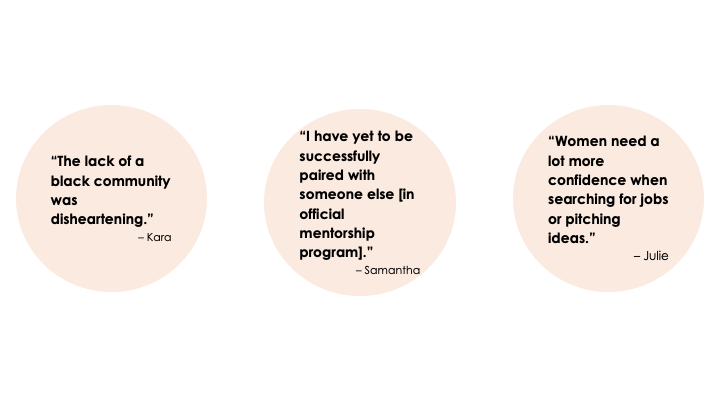 “The lack of a
black community
was
disheartening.”
– Kara
“I have yet to be
successfully
paired with
someone else [in
official
mentorship
program].”
– Samantha
“Women need a
lot more
confidence when
searching for jobs
or pitching
ideas.”
– Julie